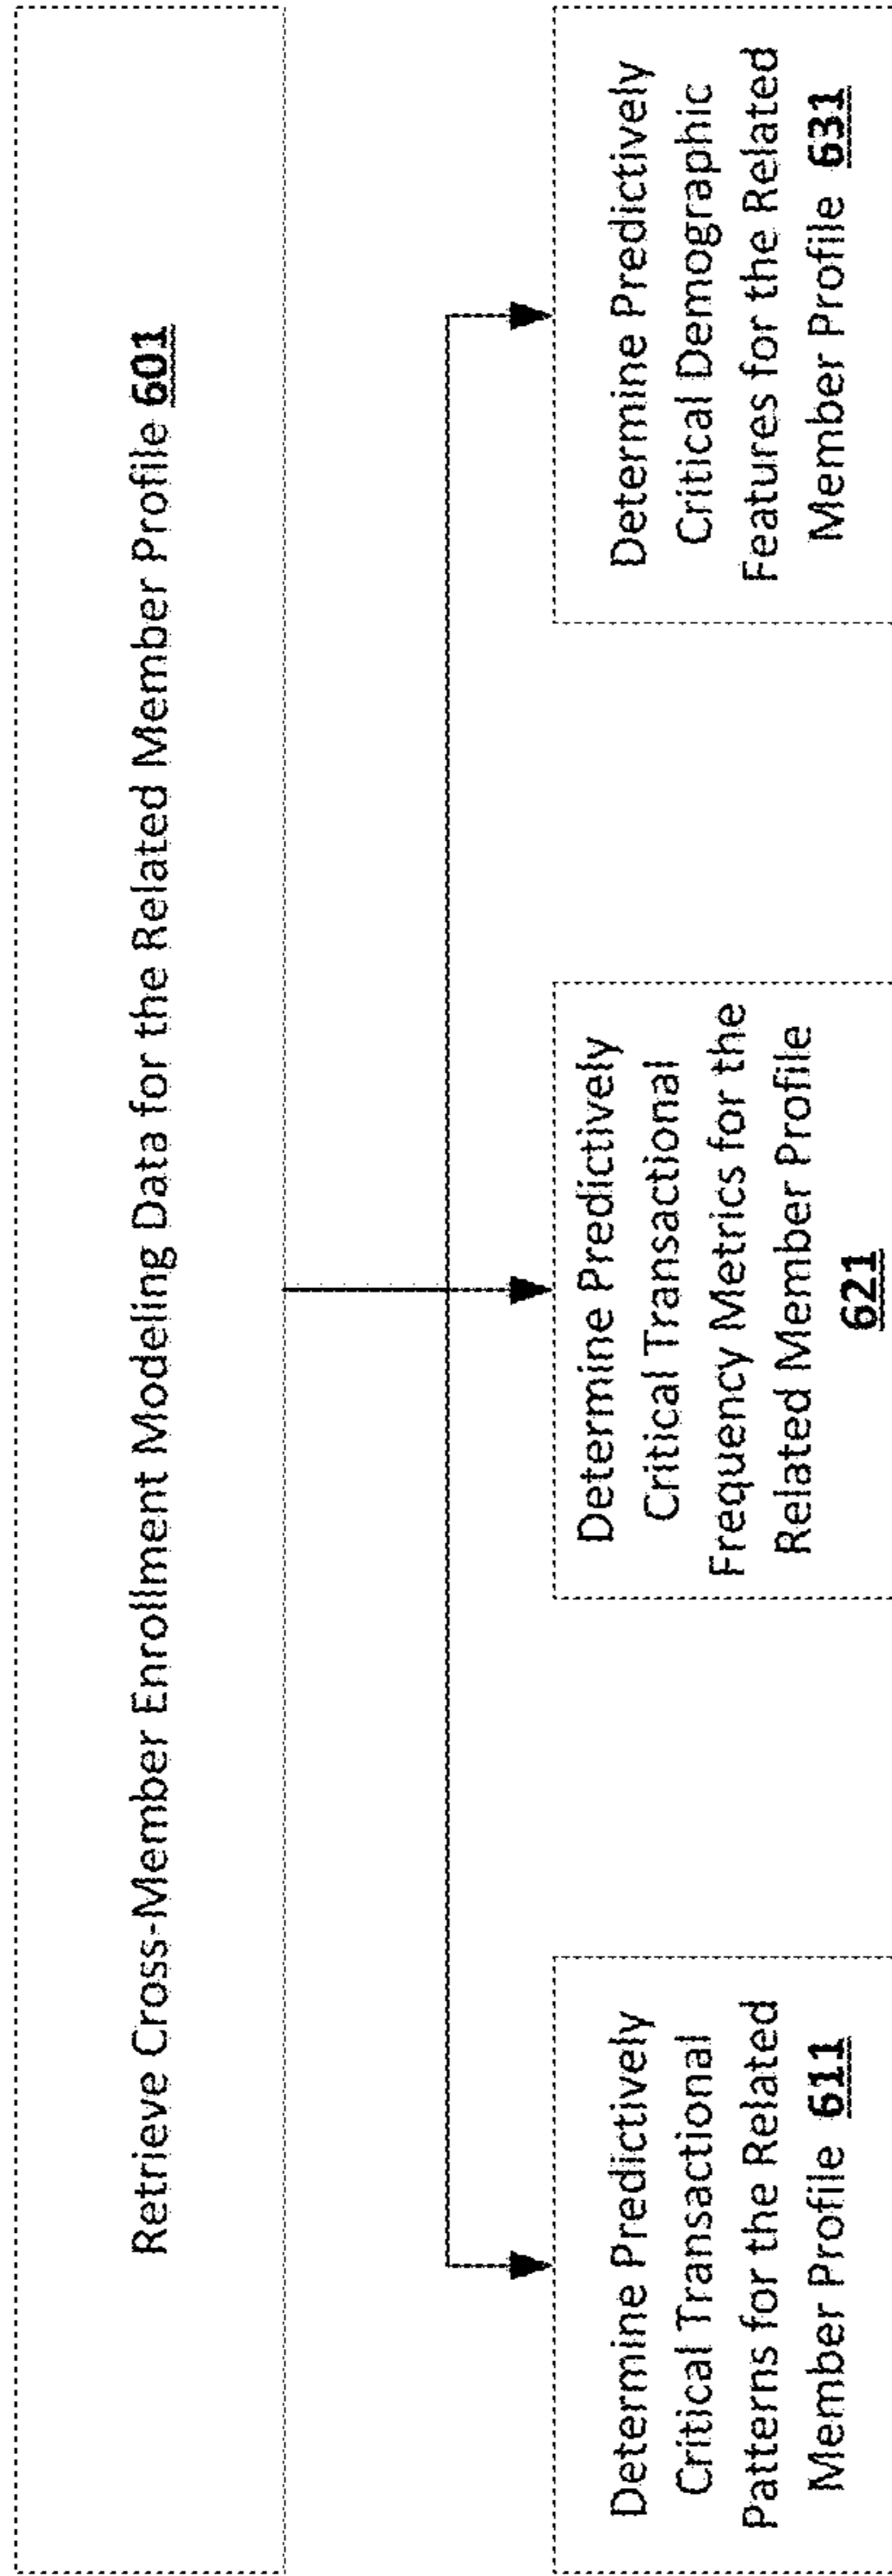 Retrieve Cross-Member Enrollment Modeling Data for the Related Member Profile 601
Determine Predictively
Critical Transactional
Patterns for the Related
Member Profile 611
Determine Predictively
Critical Transactional
Frequency Metrics for the
Related Member Profile
621
Determine Predictively
Critical Demographic
Features for the Related
Member Profile 631